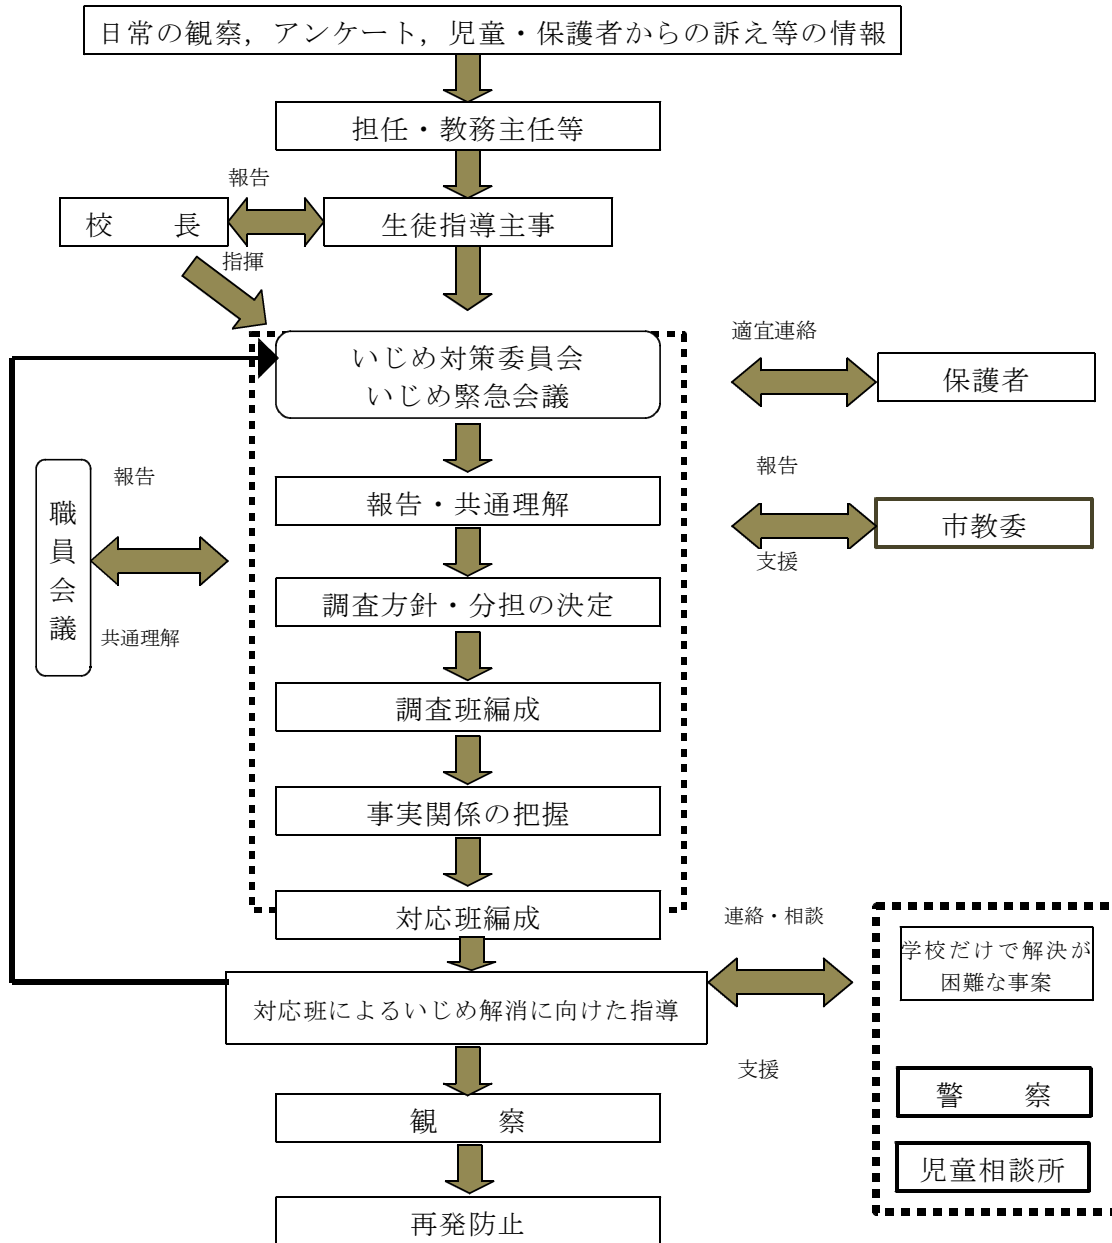 日常の観察，アンケート，児童・保護者からの訴え等の情報
担任・教務主任等
報告
校　　長
生徒指導主事
指揮
いじめ対策委員会
いじめ緊急会議
適宜連絡
保護者
報告・共通理解
報告
市教委
支援
職員会議
報告
共通理解
調査方針・分担の決定
調査班編成
事実関係の把握
対応班編成
連絡・相談
学校だけで解決が
困難な事案
対応班によるいじめ解消に向けた指導
支援
警　　察
児童相談所
観　　察
再発防止